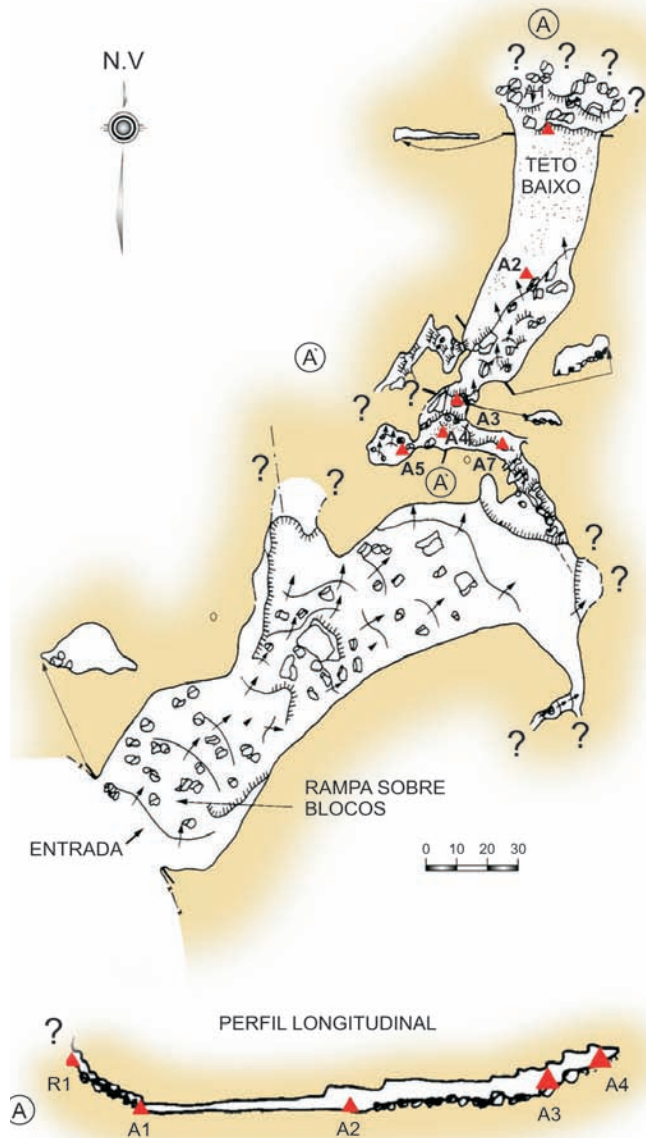 A
N.V
? ? ? ? ?
A1
TETO
BAIXO
A2
A`
? ?
A3
A4
A5
A7
A`
? ?
?
?
? ?
RAMPA SOBRE
BLOCOS
ENTRADA
0 10 20 30
PERFIL LONGITUDINAL
?
R1
A
A1
A2
A3
A4